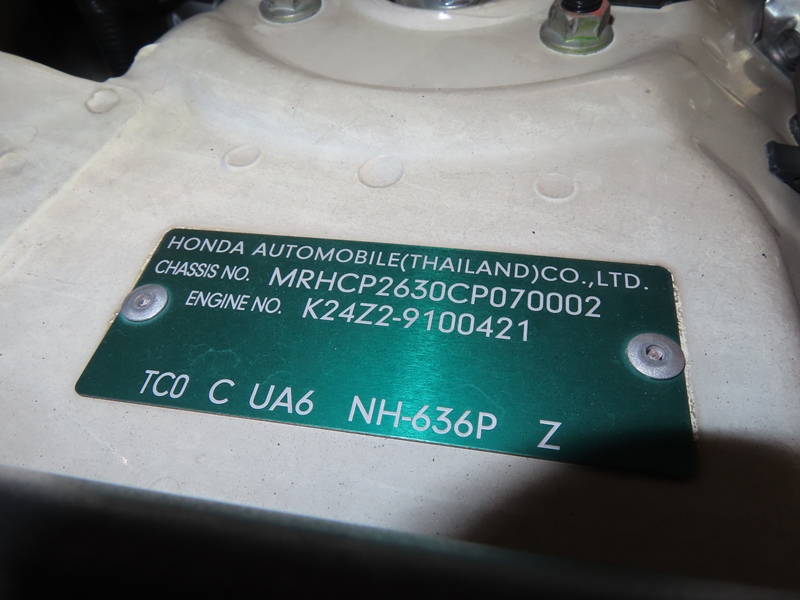 HONDA AUTOMOBILE(THAILAND)CO.,LTD.
CHASSIS NO. MRHCP2630CP070002
ENGINE NO. K24Z2-9100421
TC0 C UA6 NH-636P Z